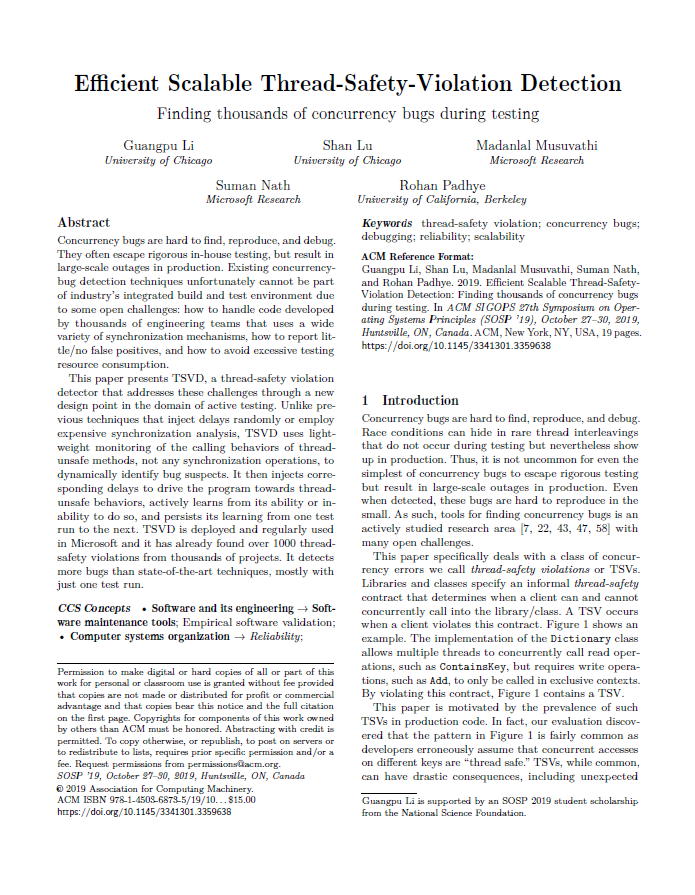 Efficient Scalable Thread-Safety-Violation Detection
Finding thousands of concurrency bugs during testing
Guangpu Li
University of Chicago
Shan Lu
University of Chicago
Madanlal Musuvathi
Microsoft Research
Suman Nath
Microsoft Research
Rohan Padhye
University of California, Berkeley
Abstract
Concurrency bugs are hard to find, reproduce, and debug.
They often escape rigorous in-house testing, but result in
large-scale outages in production. Existing concurrency-
bug detection techniques unfortunately cannot be part
of industry's integrated build and test environment due
to some open challenges: how to handle code developed
by thousands of engineering teams that uses a wide
variety of synchronization mechanisms, how to report lit-
tle/no false positives, and how to avoid excessive testing
resource consumption.
This paper presents TSVD, a thread-safety violation
detector that addresses these challenges through a new
design point in the domain of active testing. Unlike pre-
vious techniques that inject delays randomly or employ
expensive synchronization analysis, TSVD uses light-
weight monitoring of the calling behaviors of thread-
unsafe methods, not any synchronization operations, to
dynamically identify bug suspects. It then injects corre-
sponding delays to drive the program towards thread-
unsafe behaviors, actively learns from its ability or in-
ability to do so, and persists its learning from one test
run to the next. TSVD is deployed and regularly used
in Microsoft and it has already found over 1000 thread-
safety violations from thousands of projects. It detects
more bugs than state-of-the-art techniques, mostly with
just one test run.
CCS Concepts • Software and its engineering → Soft-
ware maintenance tools; Empirical software validation;
• Computer systems organization → Reliability;
Permission to make digital or hard copies of all or part of this
work for personal or classroom use is granted without fee provided
that copies are not made or distributed for profit or commercial
advantage and that copies bear this notice and the full citation
on the first page. Copyrights for components of this work owned
by others than ACM must be honored. Abstracting with credit is
permitted. To copy otherwise, or republish, to post on servers or
to redistribute to lists, requires prior specific permission and/or a
fee. Request permissions from permissions@acm.org.
SOSP '19, October 27–30, 2019, Huntsville, ON, Canada
© 2019 Association for Computing Machinery.
ACM ISBN 978-1-4503-6873-5/19/10...$15.00
https://doi.org/10.1145/3341301.3359638
Keywords thread-safety violation; concurrency bugs;
debugging; reliability; scalability
ACM Reference Format:
Guangpu Li, Shan Lu, Madanlal Musuvathi, Suman Nath,
and Rohan Padhye. 2019. Efficient Scalable Thread-Safety-
Violation Detection: Finding thousands of concurrency bugs
during testing. In ACM SIGOPS 27th Symposium on Oper-
ating Systems Principles (SOSP '19), October 27–30, 2019,
Huntsville, ON, Canada. ACM, New York, NY, USA, 19 pages.
https://doi.org/10.1145/3341301.3359638
1 Introduction
Concurrency bugs are hard to find, reproduce, and debug.
Race conditions can hide in rare thread interleavings
that do not occur during testing but nevertheless show
up in production. Thus, it is not uncommon for even the
simplest of concurrency bugs to escape rigorous testing
but result in large-scale outages in production. Even
when detected, these bugs are hard to reproduce in the
small. As such, tools for finding concurrency bugs is an
actively studied research area [7, 22, 43, 47, 58] with
many open challenges.
This paper specifically deals with a class of concur-
rency errors we call thread-safety violations or TSVs.
Libraries and classes specify an informal thread-safety
contract that determines when a client can and cannot
concurrently call into the library/class. A TSV occurs
when a client violates this contract. Figure 1 shows an
example. The implementation of the Dictionary class
allows multiple threads to concurrently call read oper-
ations, such as ContainsKey, but requires write opera-
tions, such as Add, to only be called in exclusive contexts.
By violating this contract, Figure 1 contains a TSV.
This paper is motivated by the prevalence of such
TSVs in production code. In fact, our evaluation discov-
ered that the pattern in Figure 1 is fairly common as
developers erroneously assume that concurrent accesses
on different keys are “thread safe.” TSVs, while common,
can have drastic consequences, including unexpected
Guangpu Li is supported by an SOSP 2019 student scholarship
from the National Science Foundation.